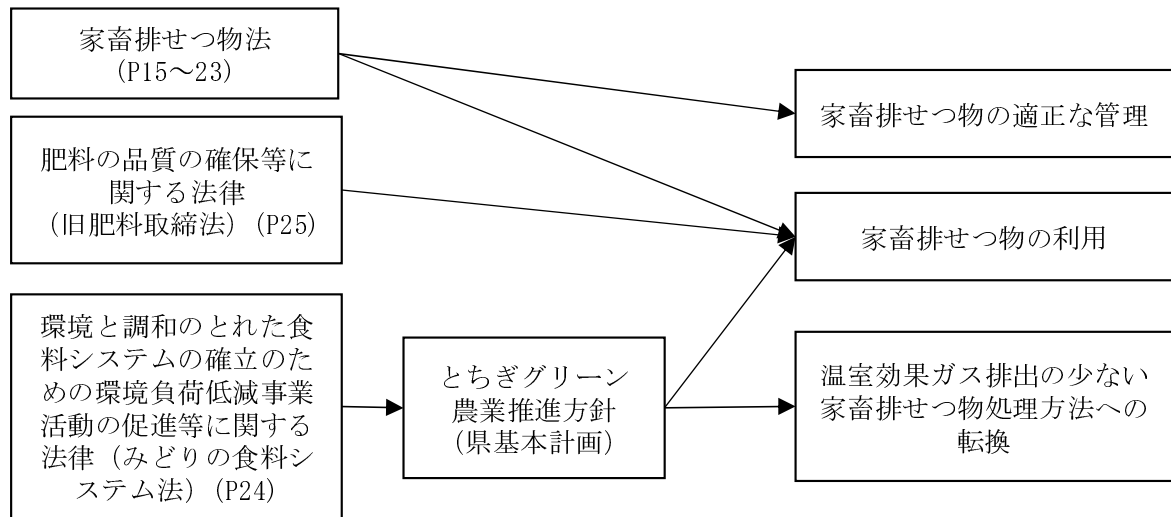 家畜排せつ物法
(P15～23)
肥料の品質の確保等に
関する法律
（旧肥料取締法）(P25)
環境と調和のとれた食
料システムの確立のた
めの環境負荷低減事業
活動の促進等に関する
法律（みどりの食料シ
ステム法）(P24)
とちぎグリーン
農業推進方針
（県基本計画）
家畜排せつ物の適正な管理
家畜排せつ物の利用
温室効果ガス排出の少ない
家畜排せつ物処理方法への
転換